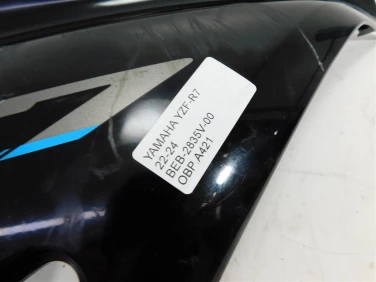 YAMAHA YZF-R7
22-24
BEB-2835V-00
OBP A421